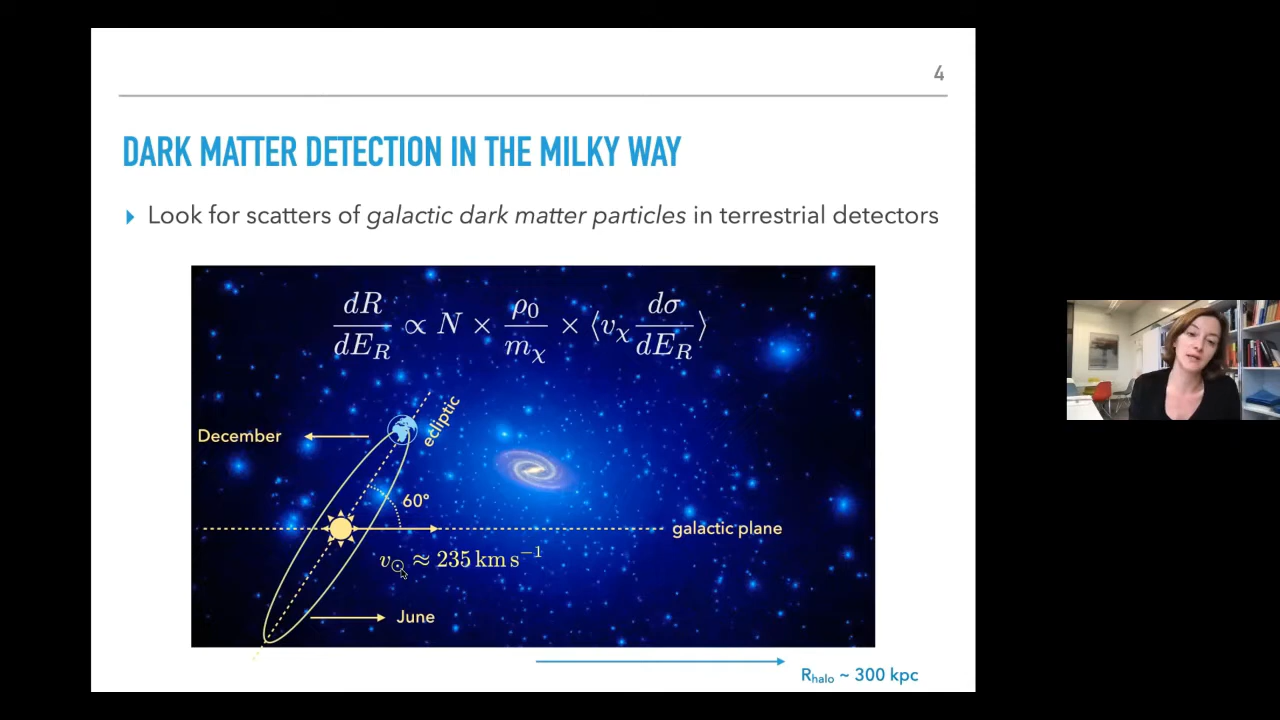 4
DARK MATTER DETECTION IN THE MILKY WAY
Look for scatters of galactic dark matter particles in terrestrial detectors
dR/dE_R ∝ N × ρ_0/m_χ × ⟨v_χ dσ/dE_R⟩
December
ecliptic
60°
galactic plane
v_⊙ ≈ 235 km s^−1
June
R_halo ~ 300 kpc